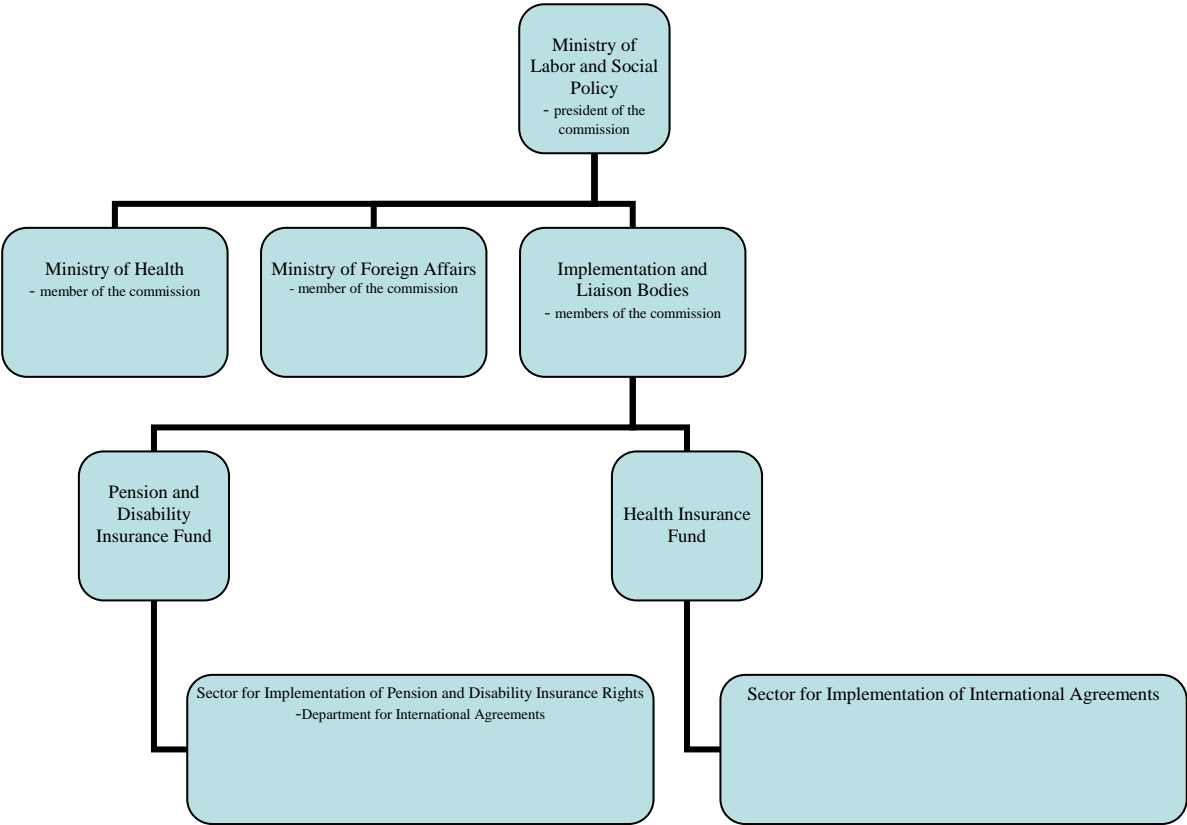 Ministry of
Labor and Social
Policy
- president of the
commission
Ministry of Health
- member of the commission
Ministry of Foreign Affairs
- member of the commission
Implementation and
Liaison Bodies
- members of the commission
Pension and
Disability
Insurance Fund
Health Insurance
Fund
Sector for Implementation of Pension and Disability Insurance Rights
-Department for International Agreements
Sector for Implementation of International Agreements